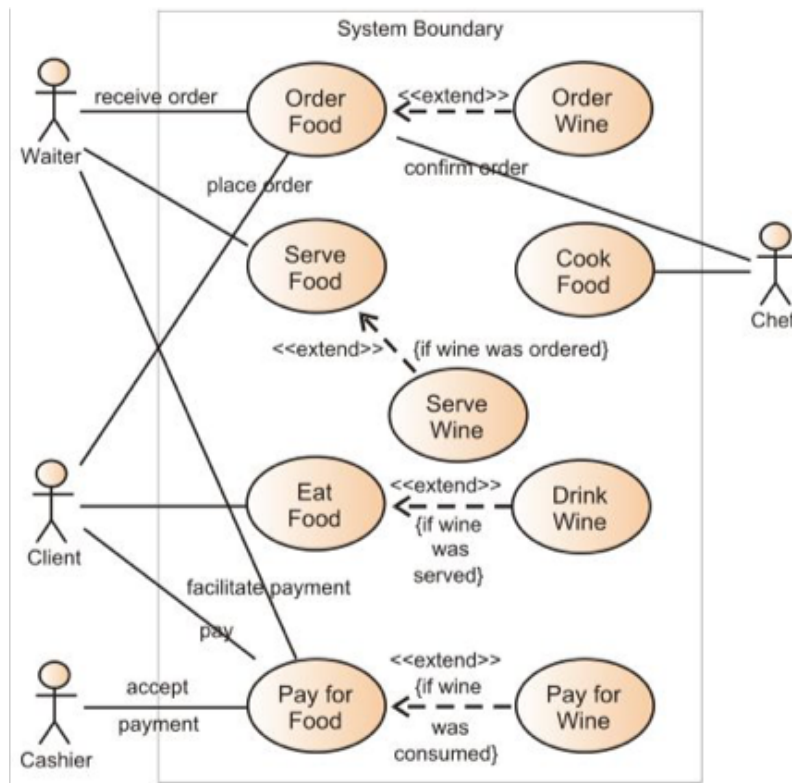 System Boundary
receive order
Order
Food
<<extend>>
Order
Wine
Waiter
place order
confirm order
Serve
Food
Cook
Food
Chef
<<extend>>
{if wine was ordered}
Serve
Wine
Client
Eat
Food
<<extend>>
{if wine
was
served}
Drink
Wine
facilitate payment
pay
Cashier
accept
payment
Pay for
Food
<<extend>>
{if wine
was
consumed}
Pay for
Wine